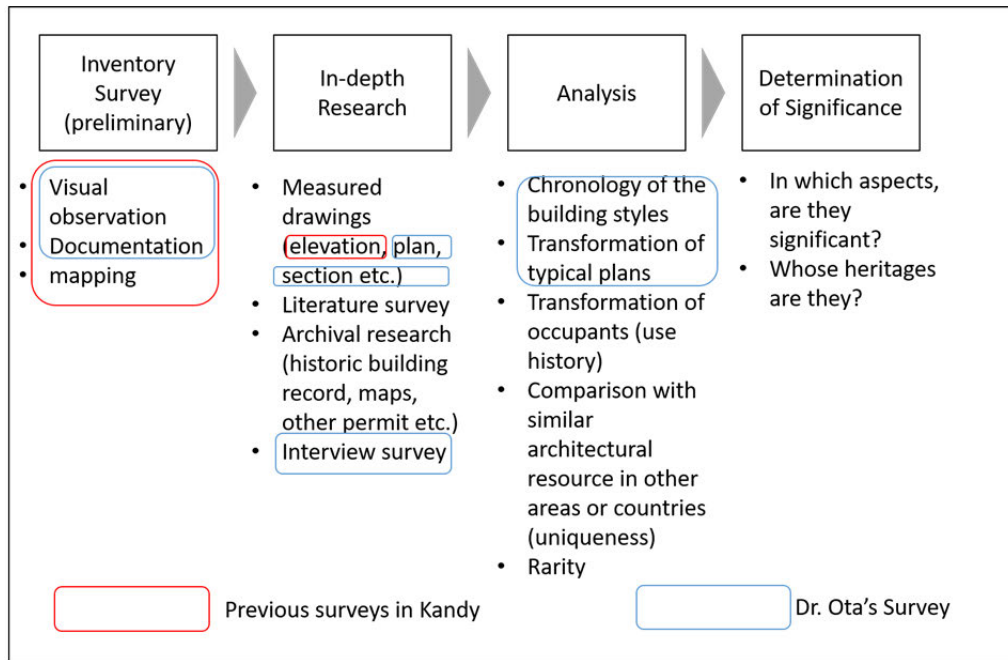 Inventory
Survey
(preliminary)
In-depth
Research
Analysis
Determination
of Significance
• Visual
observation
• Documentation
• mapping
• Measured
drawings
(elevation, plan,
section etc.)
• Literature survey
• Archival research
(historic building
record, maps,
other permit etc.)
• Interview survey
• Chronology of the
building styles
• Transformation of
typical plans
• Transformation of
occupants (use
history)
• Comparison with
similar
architectural
resource in other
areas or countries
(uniqueness)
• Rarity
• In which aspects,
are they
significant?
• Whose heritages
are they?
Previous surveys in Kandy
Dr. Ota’s Survey